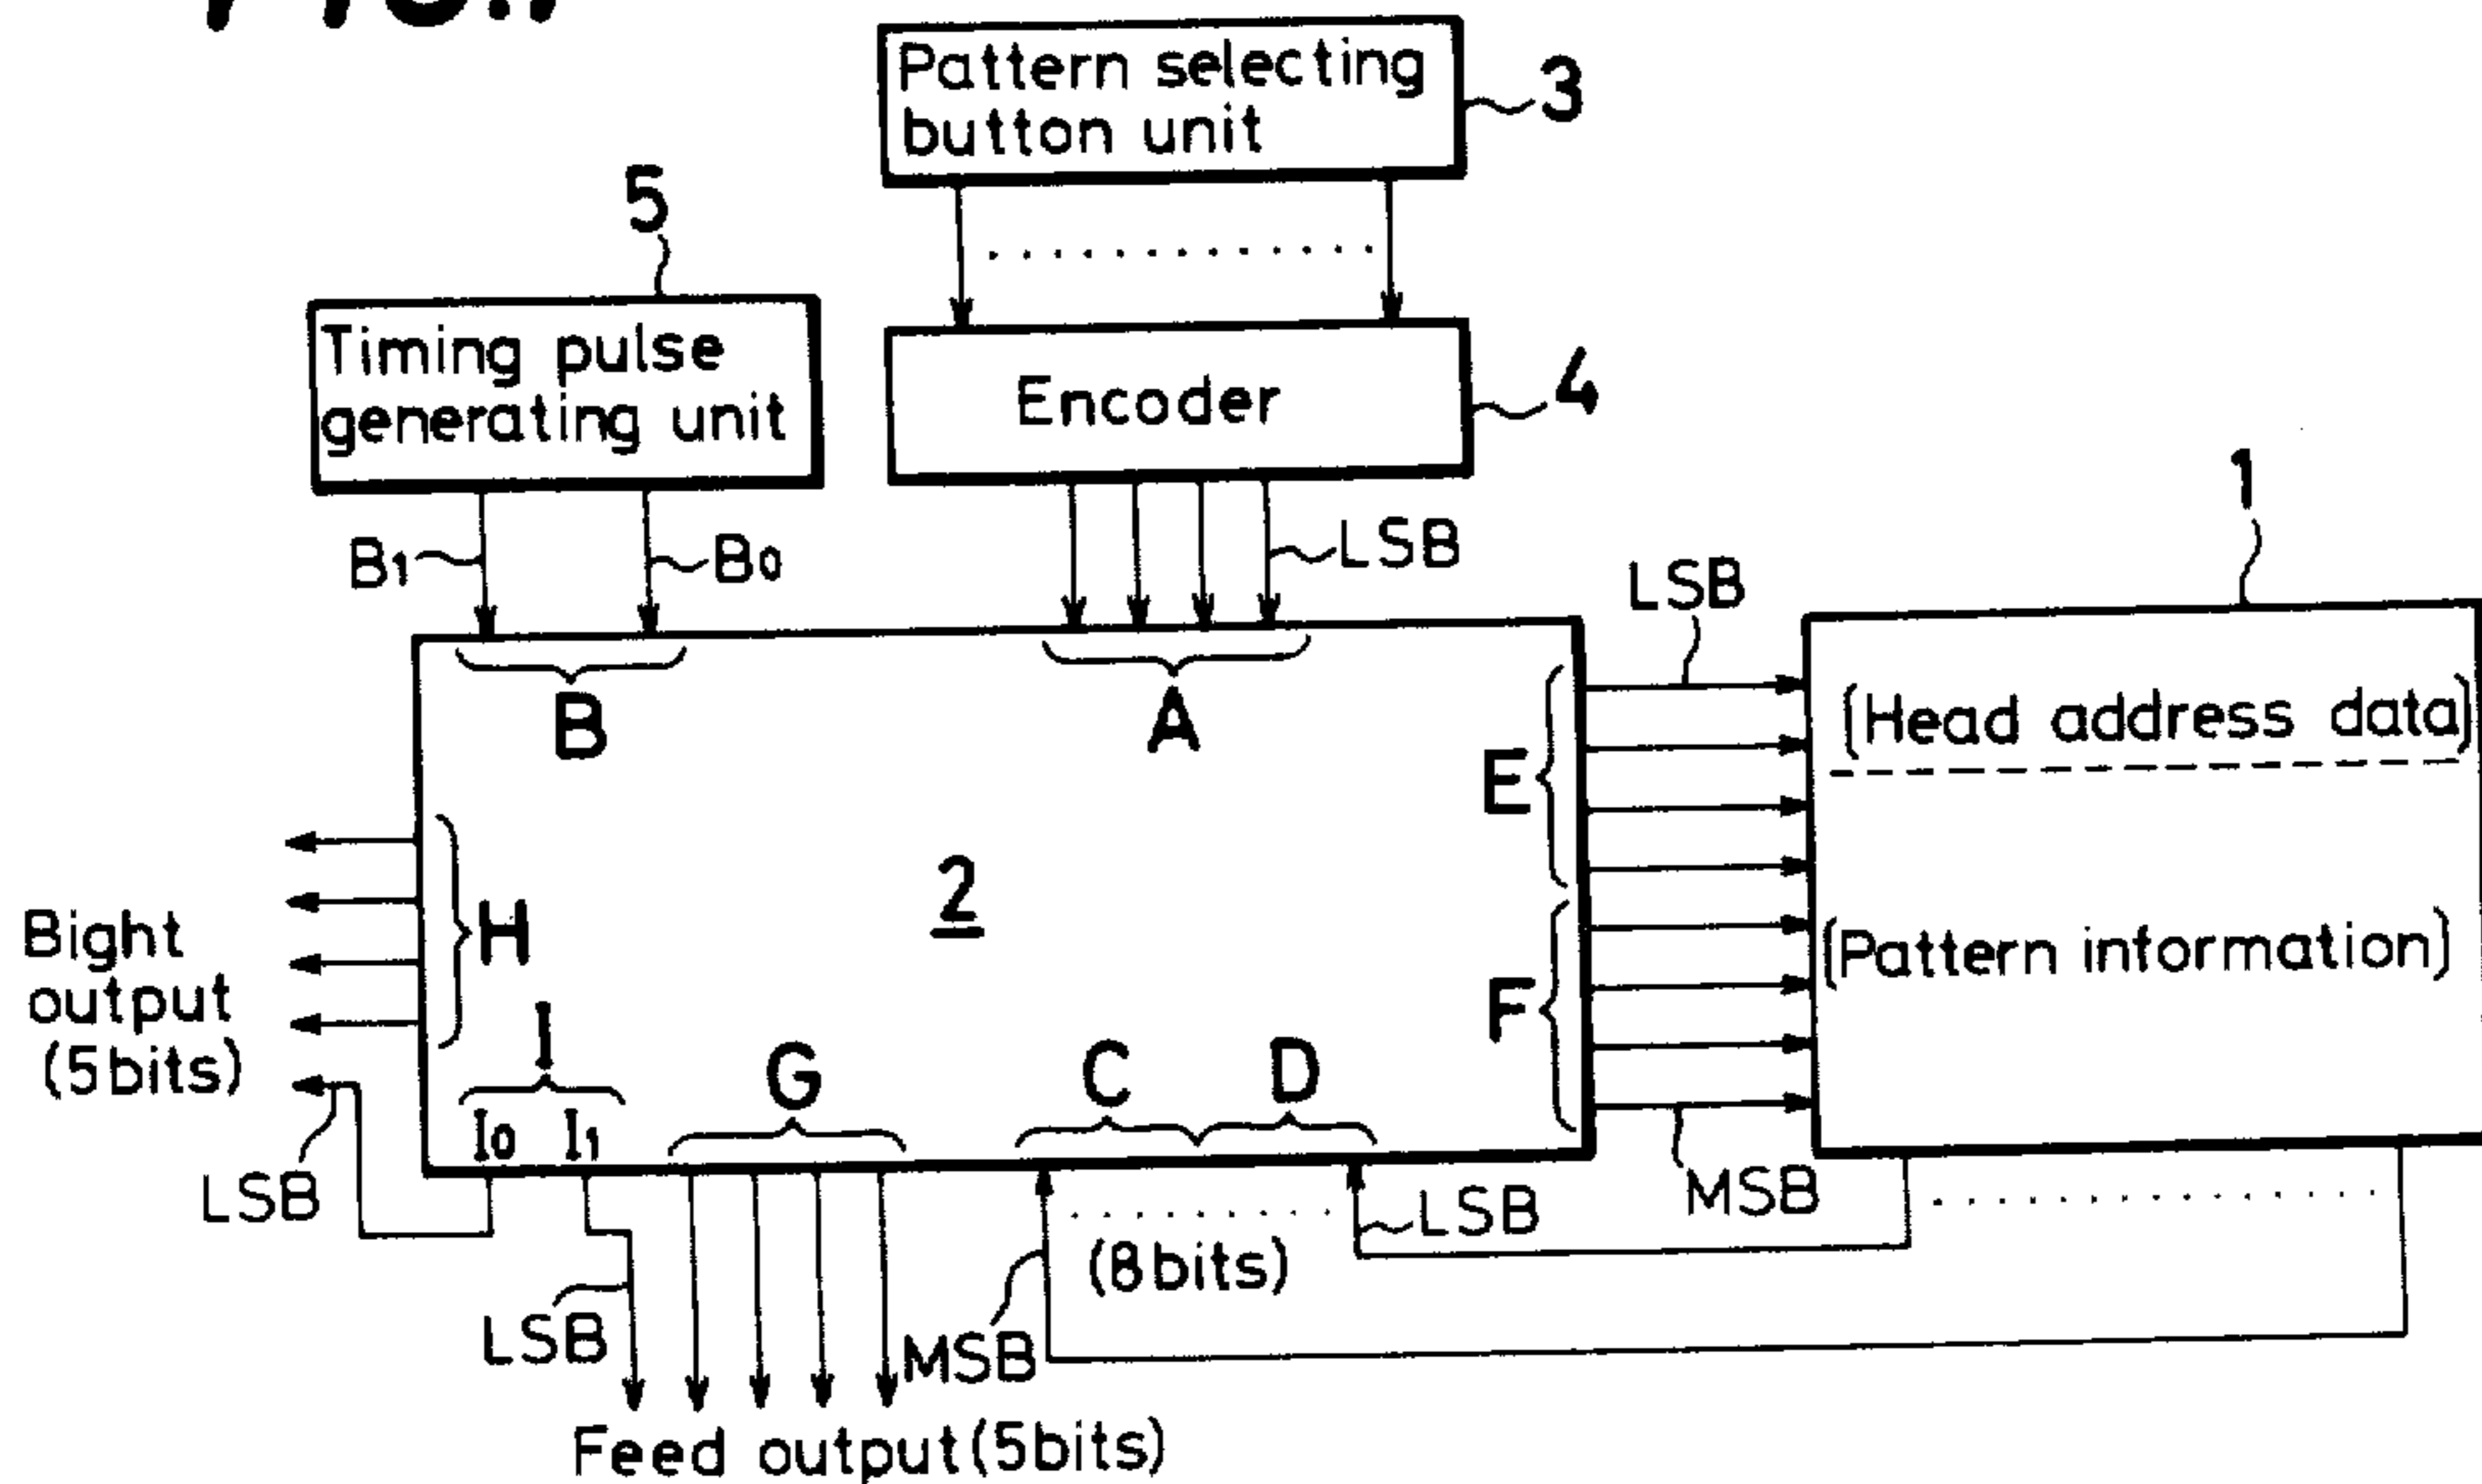 Pattern selecting
button unit
3
5
Timing pulse
generating unit
Encoder
4
1
B1
B0
LSB
LSB
B
A
(Head address data)
E
2
H
Bight
output
(5bits)
F
(Pattern information)
I
I0 I1
G
C
D
LSB
LSB
MSB
(8bits)
LSB
MSB
Feed output(5bits)